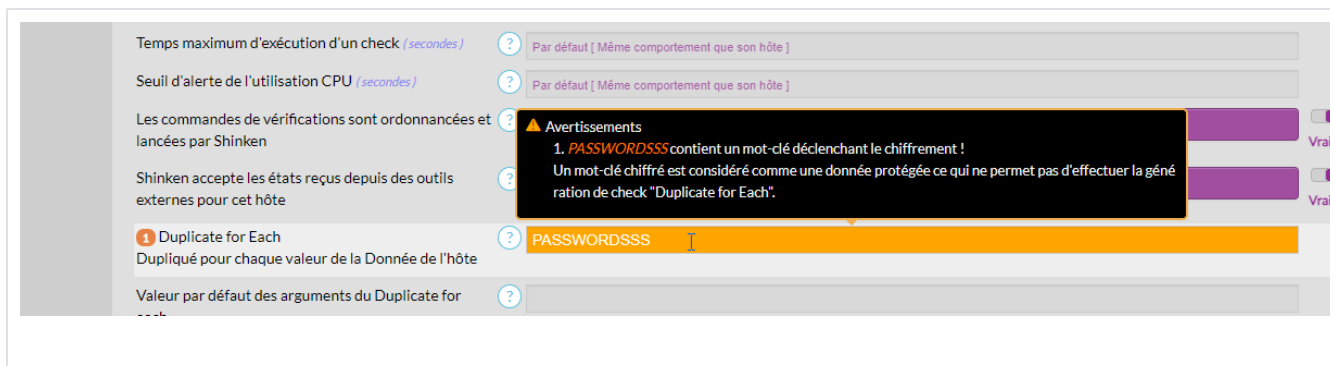 Temps maximum d'exécution d'un check (secondes) ? Par défaut [ Même comportement que son hôte ]
Seuil d'alerte de l'utilisation CPU (secondes) ? Par défaut [ Même comportement que son hôte ]
Les commandes de vérifications sont ordonnancées et ?
lancées par Shinken
Vrai
Avertissements
1. PASSWORDSSS contient un mot-clé déclenchant le chiffrement !
Un mot-clé chiffré est considéré comme une donnée protégée ce qui ne permet pas d'effectuer la géné
ration de check "Duplicate for Each".
Shinken accepte les états reçus depuis des outils ?
externes pour cet hôte
Vrai
1 Duplicate for Each ? PASSWORDSSS
Dupliqué pour chaque valeur de la Donnée de l'hôte
Valeur par défaut des arguments du Duplicate for ?